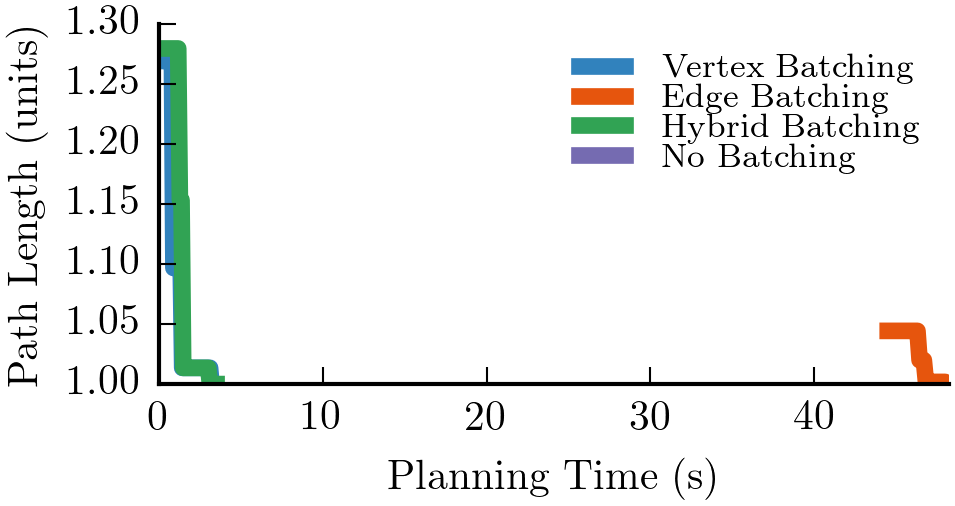 1.30
1.25
1.20
1.15
1.10
1.05
1.00
Path Length (units)
Vertex Batching
Edge Batching
Hybrid Batching
No Batching
0 10 20 30 40
Planning Time (s)